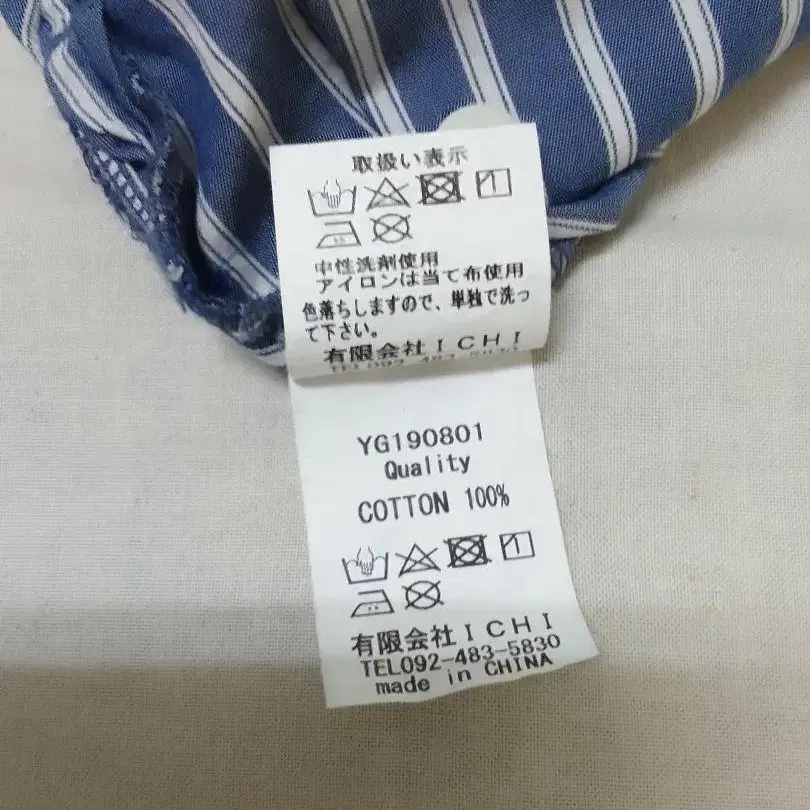 取扱い表示
中性洗剤使用
アイロンは当て布使用
色落ちしますので、単独で洗っ
て下さい。
有限会社ICHI
TEL092-483-5830
YG190801
Quality
COTTON 100%
有限会社ICHI
TEL092-483-5830
made in CHINA